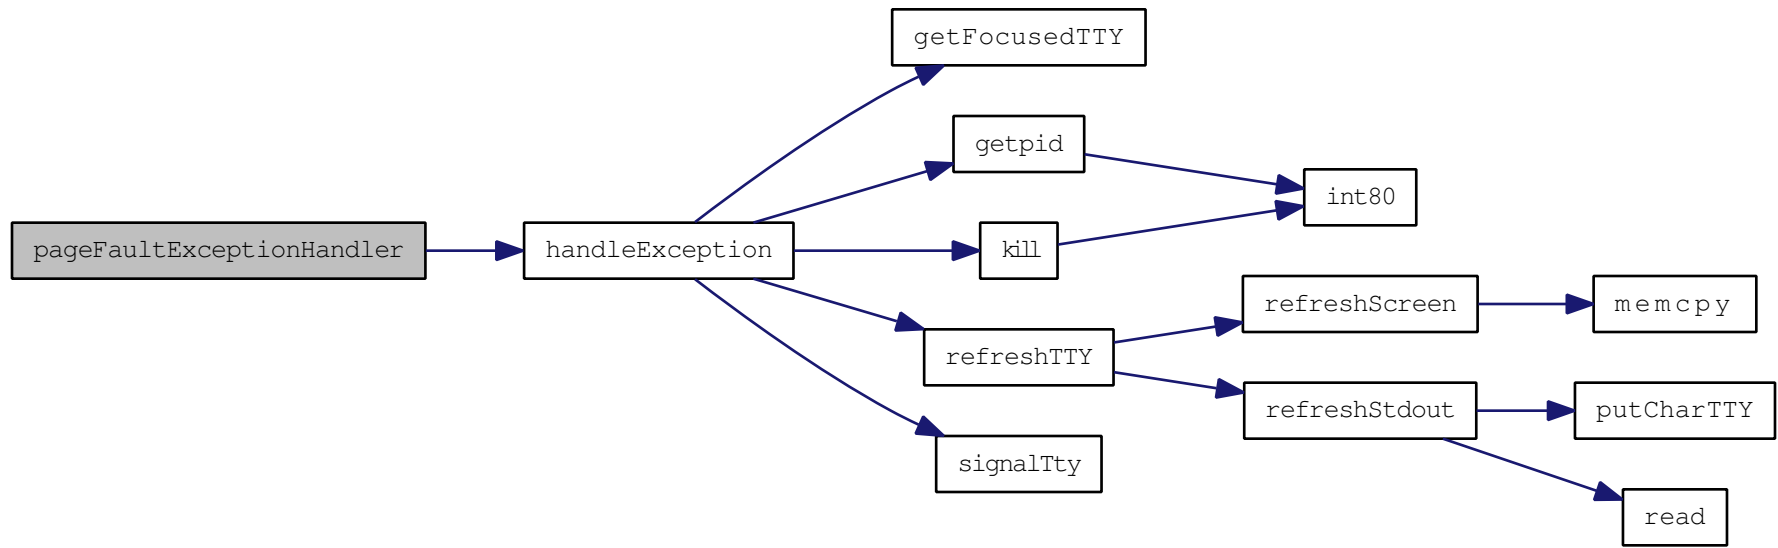 getFocusedTTY
getpid
int80
pageFaultExceptionHandler
handleException
kill
refreshScreen
memcpy
refreshTTY
refreshStdout
putCharTTY
signalTty
read